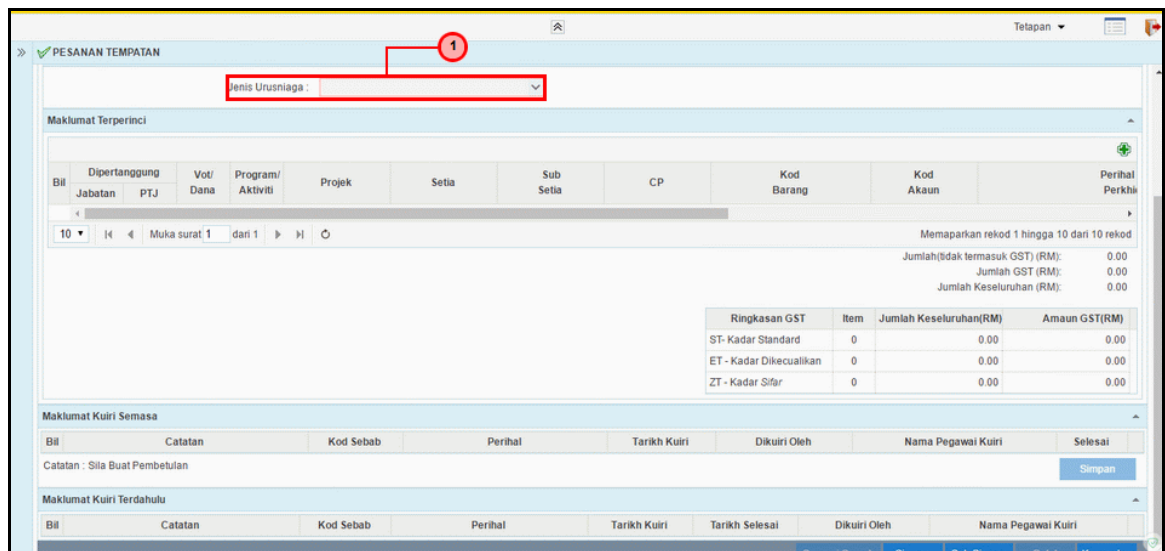 Tetapan
PESANAN TEMPATAN
1
Jenis Urusniaga :
Maklumat Terperinci
Bil Dipertanggung Vot/ Dana Program/ Aktiviti Projek Setia Sub Setia CP Kod Barang Kod Akaun Perihal
Jabatan PTJ
10 Muka surat 1 dari 1 Memaparkan rekod 1 hingga 10 dari 10 rekod
Jumlah(tidak termasuk GST) (RM): 0.00
Jumlah GST (RM): 0.00
Jumlah Keseluruhan (RM): 0.00
Ringkasan GST Item Jumlah Keseluruhan(RM) Amaun GST(RM)
ST- Kadar Standard 0 0.00 0.00
ET - Kadar Dikecualikan 0 0.00 0.00
ZT - Kadar Sifar 0 0.00 0.00
Maklumat Kuiri Semasa
Bil Catatan Kod Sebab Perihal Tarikh Kuiri Dikuiri Oleh Nama Pegawai Kuiri Selesai
Catatan : Sila Buat Pembetulan Simpan
Maklumat Kuiri Terdahulu
Bil Catatan Kod Sebab Perihal Tarikh Kuiri Tarikh Selesai Dikuiri Oleh Nama Pegawai Kuiri